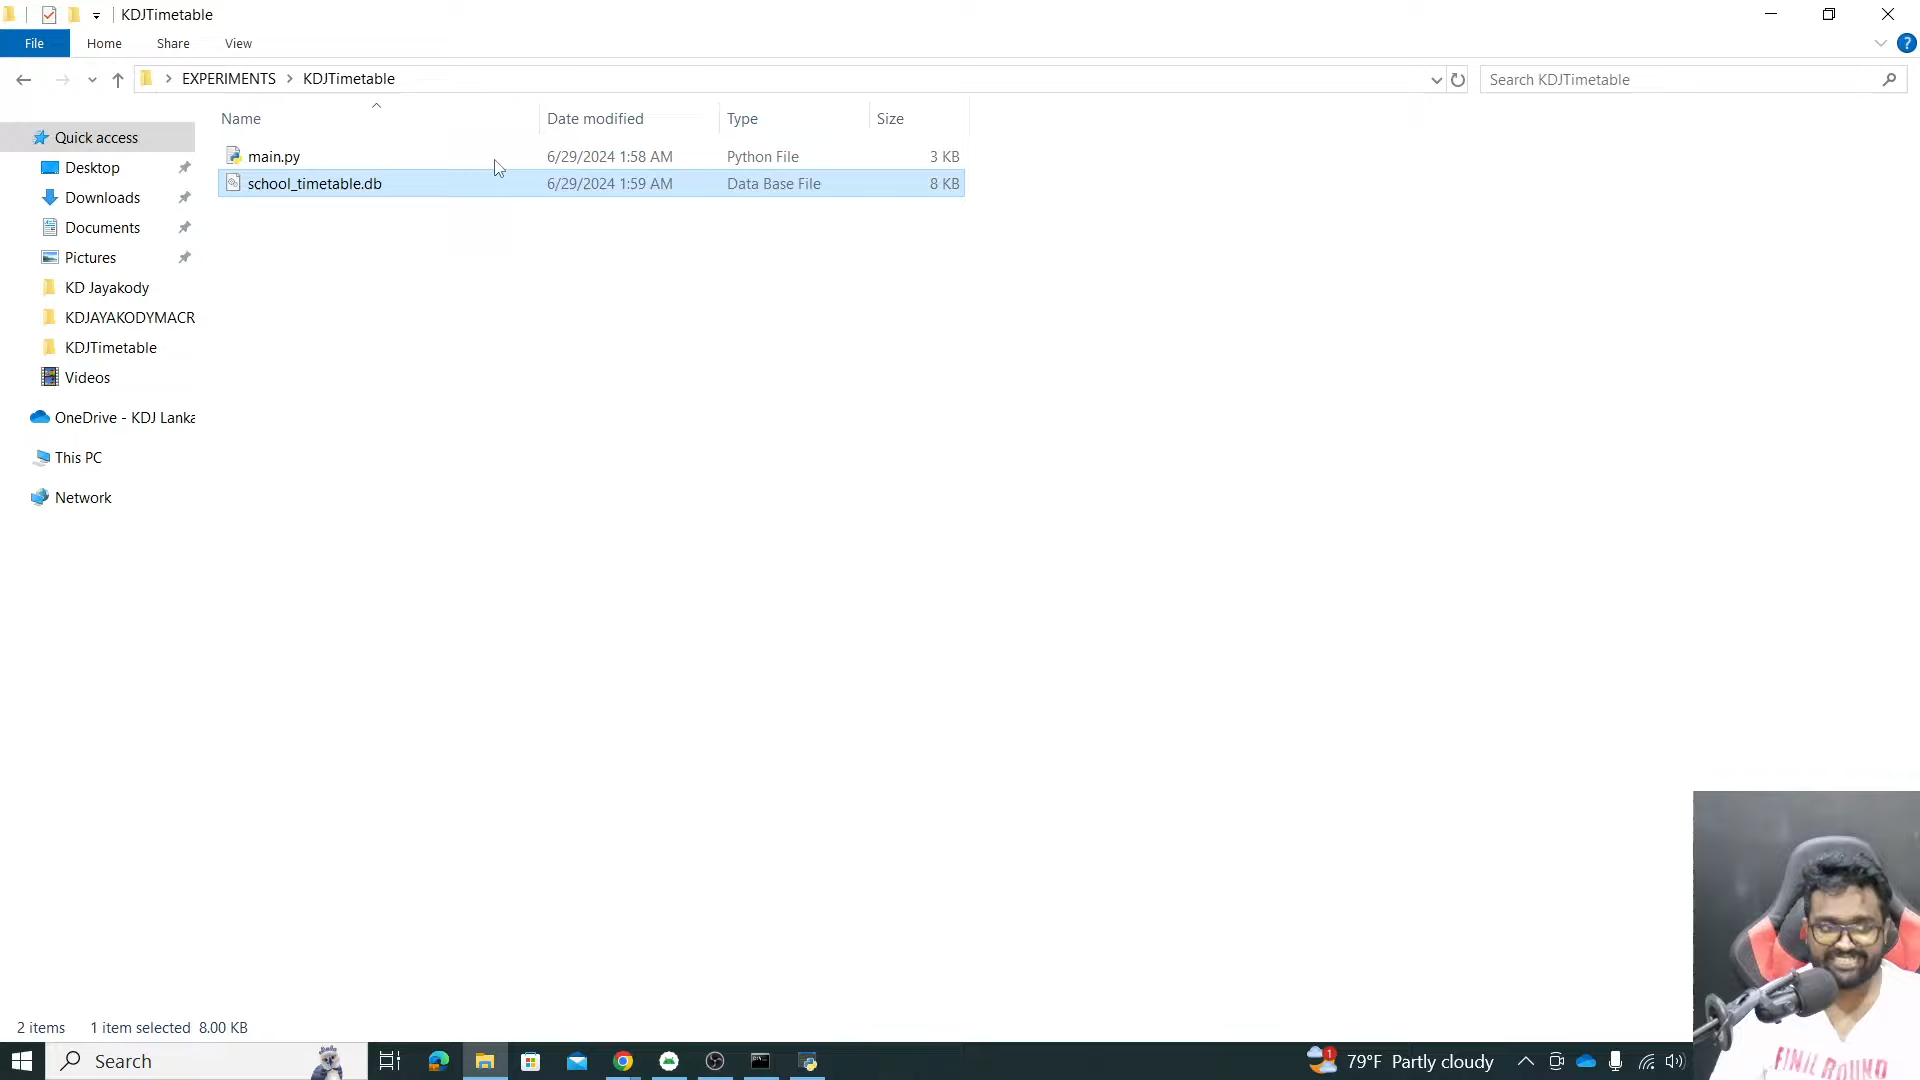 KDJTimetable
File Home Share View
EXPERIMENTS KDJTimetable
Search KDJTimetable
Name Date modified Type Size
main.py 6/29/2024 1:58 AM Python File 3 KB
school_timetable.db 6/29/2024 1:59 AM Data Base File 8 KB
Quick access
Desktop
Downloads
Documents
Pictures
KD Jayakody
KDJAYAKODYMACR
KDJTimetable
Videos
OneDrive - KDJ Lanka
This PC
Network
2 items 1 item selected 8.00 KB
FINAL ROUND
Search
1
79°F Partly cloudy